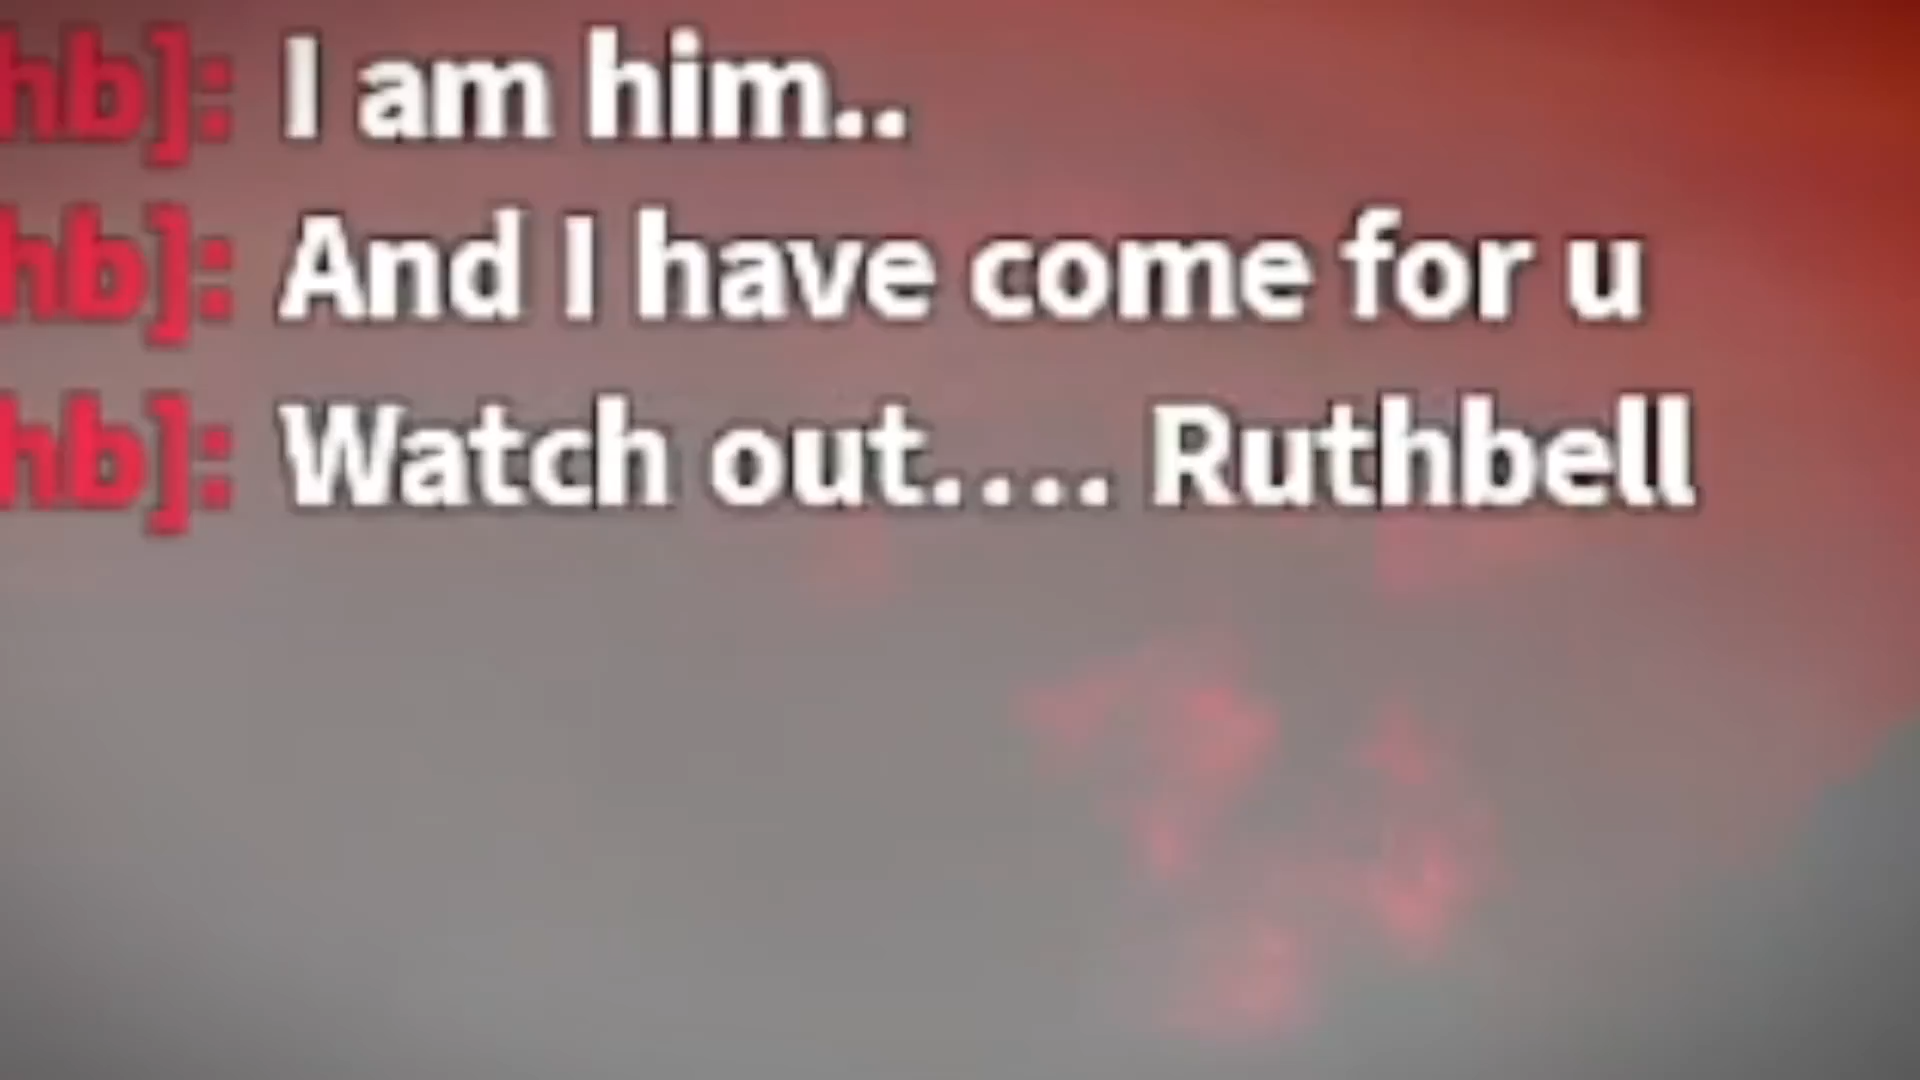 hb]: I am him..
hb]: And I have come for u
hb]: Watch out.... Ruthbell